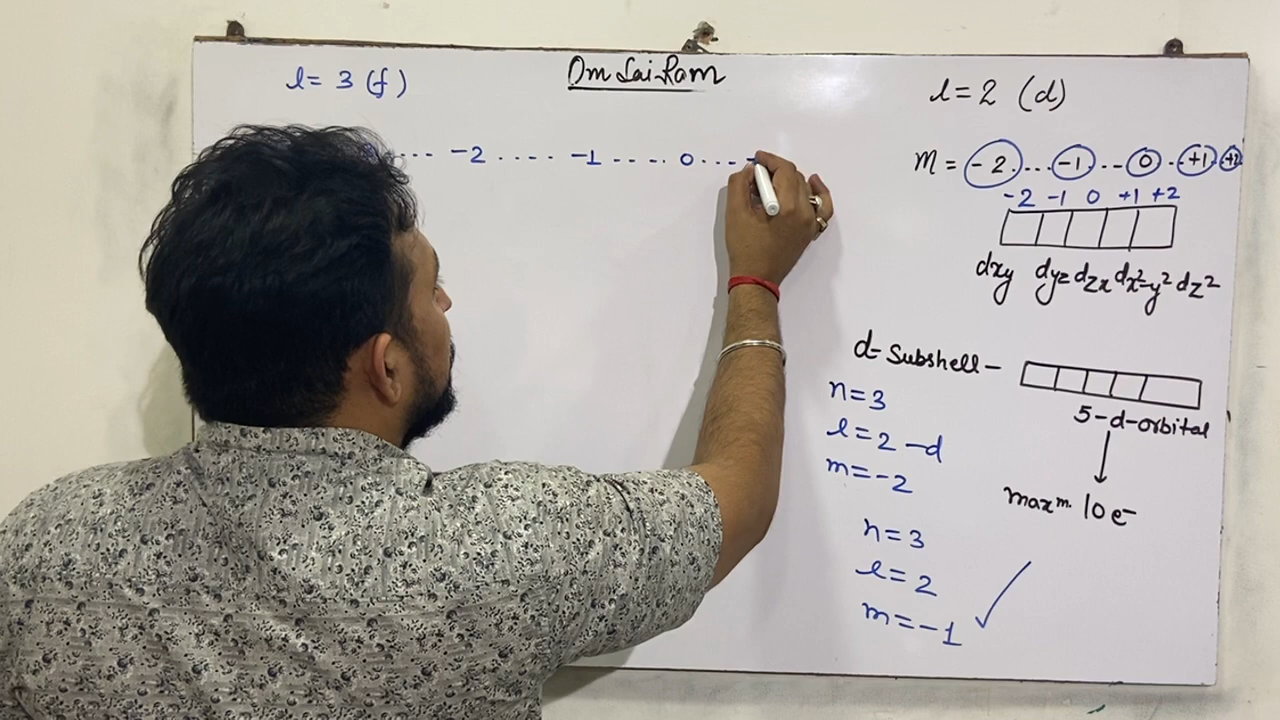 Om Sai Ram
l = 3 (f)
.... -2 ..... -1 ..... 0 ....
l = 2 (d)
m = -2 .... -1 ... 0 .. +1 .. +2
-2 -1 0 +1 +2
dxy dyz dzx dx²-y² dz²
d-Subshell –
5-d-orbital
maxᵐ. 10e⁻
n = 3
l = 2 – d
m = -2
n = 3
l = 2
m = -1 ✓